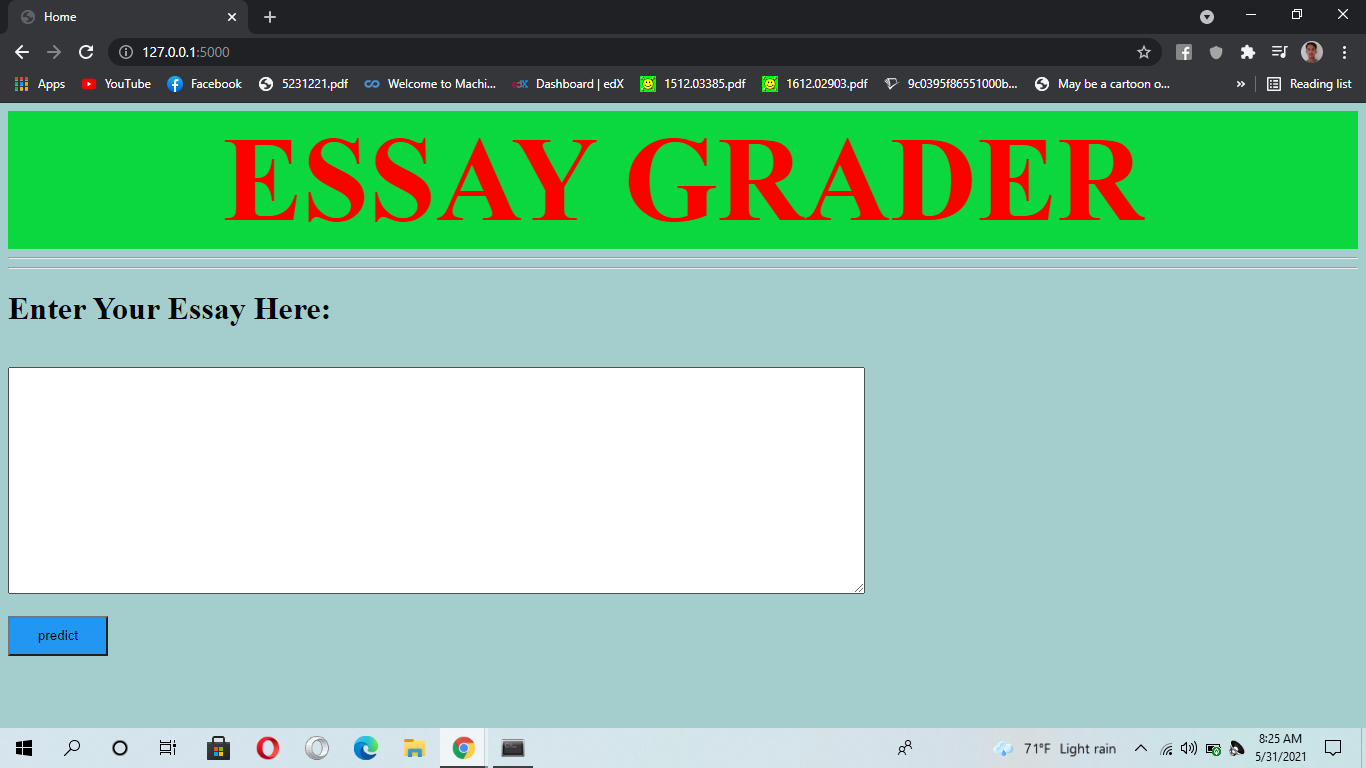 Home
127.0.0.1:5000
Apps YouTube Facebook 5231221.pdf Welcome to Machi... Dashboard | edX 1512.03385.pdf 1612.02903.pdf 9c0395f86551000b... May be a cartoon o... » Reading list
ESSAY GRADER
Enter Your Essay Here:
predict
71°F Light rain
8:25 AM
5/31/2021